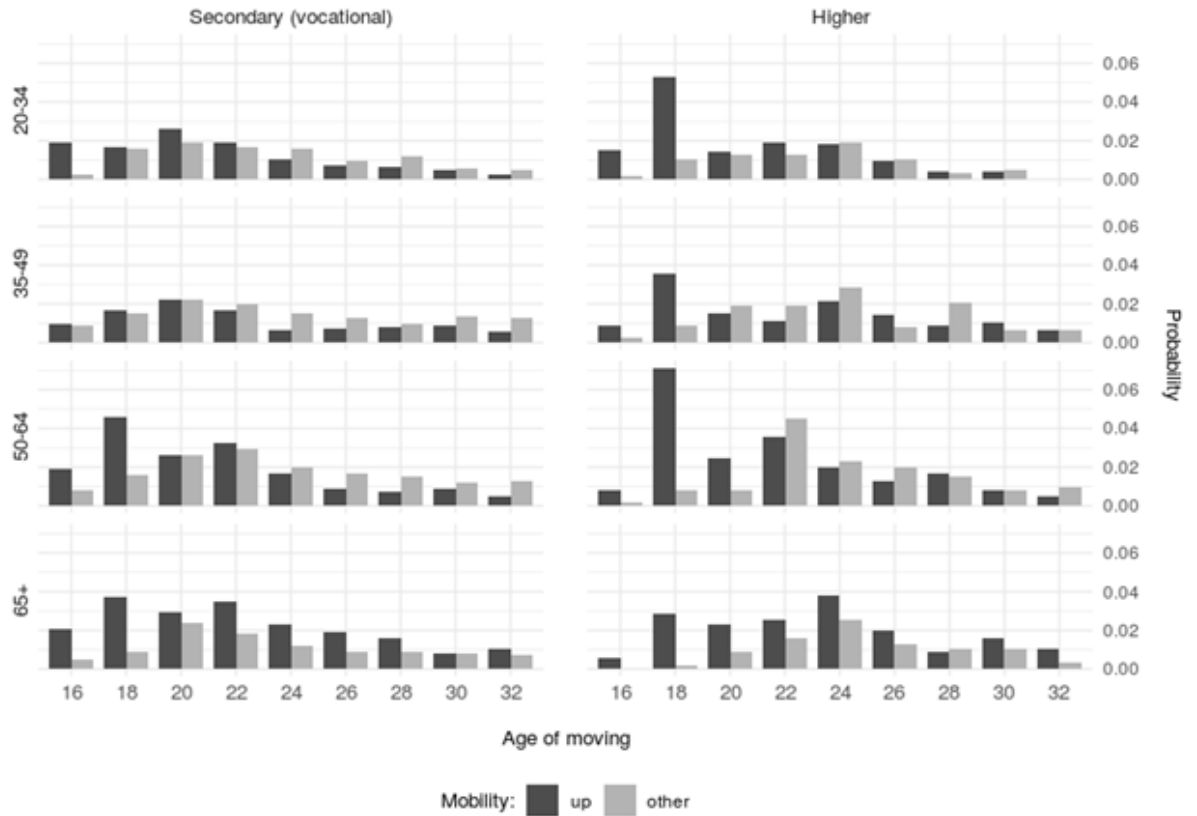 Secondary (vocational)
Higher
20-34
0.06
0.04
0.02
0.00
35-49
0.06
0.04
0.02
0.00
50-64
0.06
0.04
0.02
0.00
65+
0.06
0.04
0.02
0.00
Probability
16 18 20 22 24 26 28 30 32
16 18 20 22 24 26 28 30 32
Age of moving
Mobility: up other